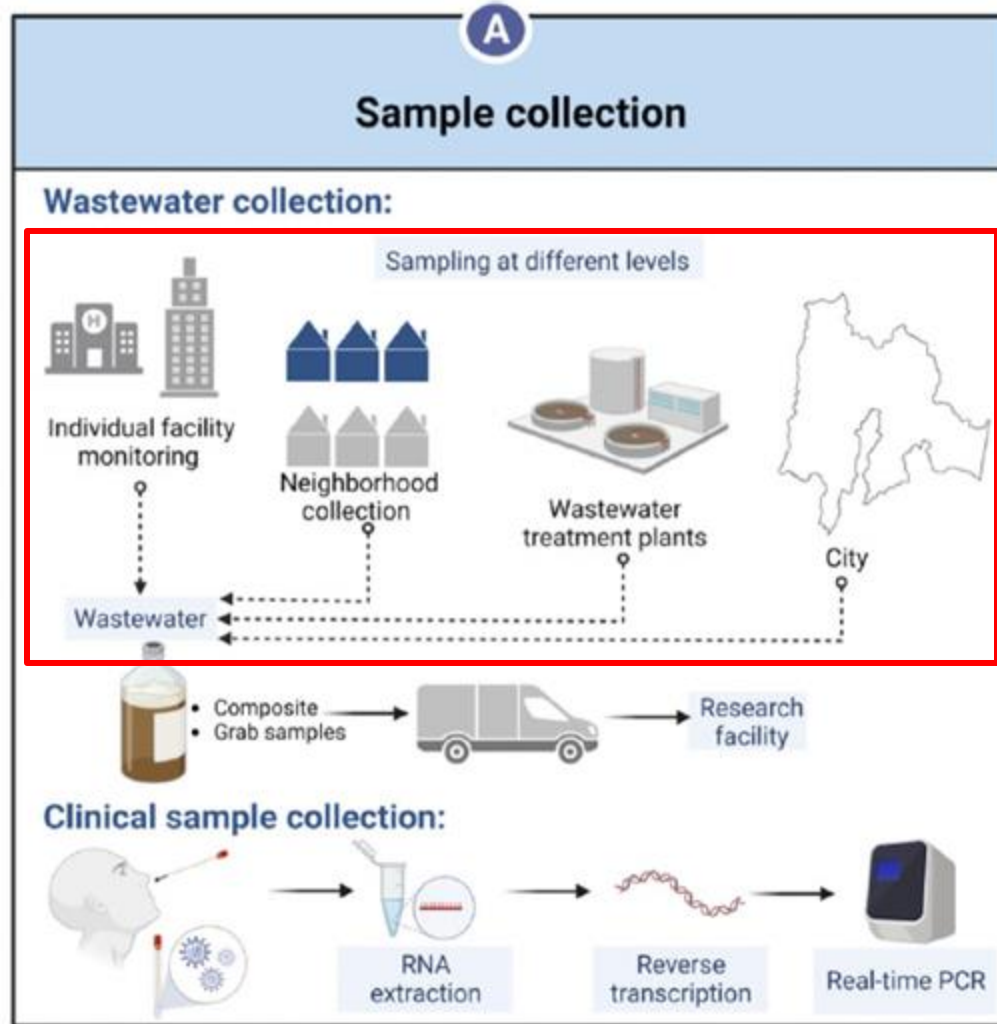 A
Sample collection
Wastewater collection:
Sampling at different levels
H
Individual facility
monitoring
Neighborhood
collection
Wastewater
treatment plants
City
Wastewater
• Composite
• Grab samples
Research
facility
Clinical sample collection:
RNA
extraction
Reverse
transcription
Real-time PCR